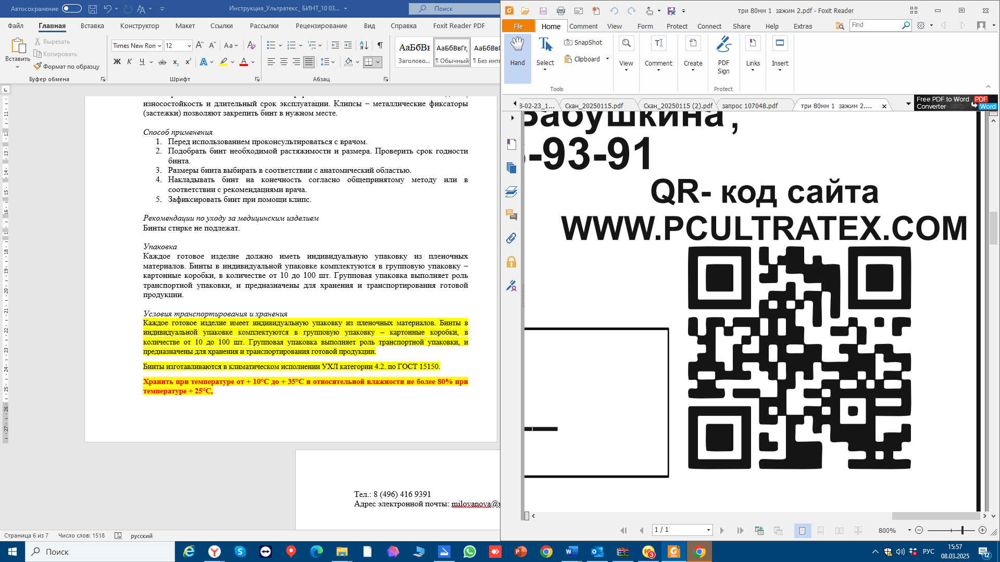 Автосохранение
Инструкция_Ультратекс_ БИНТ_10 03...
Поиск
Файл
Главная
Вставка
Конструктор
Макет
Ссылки
Рассылки
Рецензирование
Вид
Справка
Foxit Reader PDF
Вставить
Вырезать
Копировать
Формат по образцу
Буфер обмена
Times New Ron
12
Шрифт
Абзац
АаБбВвГг,
¶ Обычный
¶ Без инте
Заголово...
износостойкость и длительный срок эксплуатации. Клипсы – металлические фиксаторы
(застежки) позволяют закрепить бинт в нужном месте.
Способ применения
1. Перед использованием проконсультироваться с врачом.
2. Подобрать бинт необходимой растяжимости и размера. Проверить срок годности
бинта.
3. Размеры бинта выбирать в соответствии с анатомический областью.
4. Накладывать бинт на конечность согласно общепринятому методу или в
соответствии с рекомендациями врача.
5. Зафиксировать бинт при помощи клипс.
Рекомендации по уходу за медицинским изделием
Бинты стирке не подлежат.
Упаковка
Каждое готовое изделие должно иметь индивидуальную упаковку из пленочных
материалов. Бинты в индивидуальной упаковке комплектуются в групповую упаковку –
картонные коробки, в количестве от 10 до 100 шт. Групповая упаковка выполняет роль
транспортной упаковки, и предназначены для хранения и транспортирования готовой
продукции.
Условия транспортирования и хранения
Каждое готовое изделие имеет индивидуальную упаковку из пленочных материалов. Бинты в
индивидуальной упаковке комплектуются в групповую упаковку – картонные коробки, в
количестве от 10 до 100 шт. Групповая упаковка выполняет роль транспортной упаковки, и
предназначены для хранения и транспортирования готовой продукции.
Бинты изготавливаются в климатическом исполнении УХЛ категории 4.2. по ГОСТ 15150.
Хранить при температуре от + 10°С до + 35°С и относительной влажности не более 80% при
температуре + 25°С,
Тел.: 8 (496) 416 9391
Адрес электронной почты: milovanova@
Страница 6 из 7
Число слов: 1518
русский
три 80мм 1 зажим 2.pdf - Foxit Reader
File
Home
Comment
View
Form
Protect
Connect
Share
Help
Extras
Find
Hand
Select
SnapShot
Clipboard
Tools
View
Comment
Create
PDF
Sign
Protect
Links
Insert
3-02-23_1...
Скан_20250115.pdf
Скан_20250115 (2).pdf
запрос 107048.pdf
три 80мм 1 зажим 2....
Free PDF to Word
Converter
PDF
Word
Бабушкина,
-93-91
QR- код сайта
WWW.PCULTRATEX.COM
1 / 1
800%
Поиск
РУС
15:57
08.03.2025
12